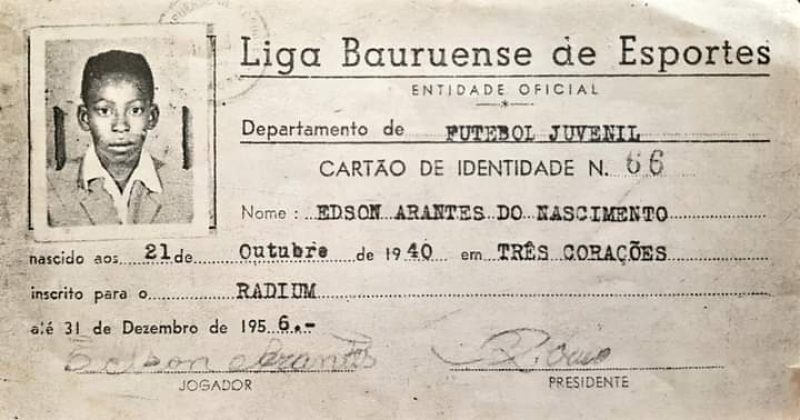 Liga Bauruense de Esportes
ENTIDADE OFICIAL
Departamento de FUTEBOL JUVENIL
CARTÃO DE IDENTIDADE N. 66
Nome: EDSON ARANTES DO NASCIMENTO
nascido aos 21 de Outubro de 1940 em TRÊS CORAÇÕES
inscrito para o RADIUM
até 31 de Dezembro de 1956.-
Edson Arantes
JOGADOR
PRESIDENTE